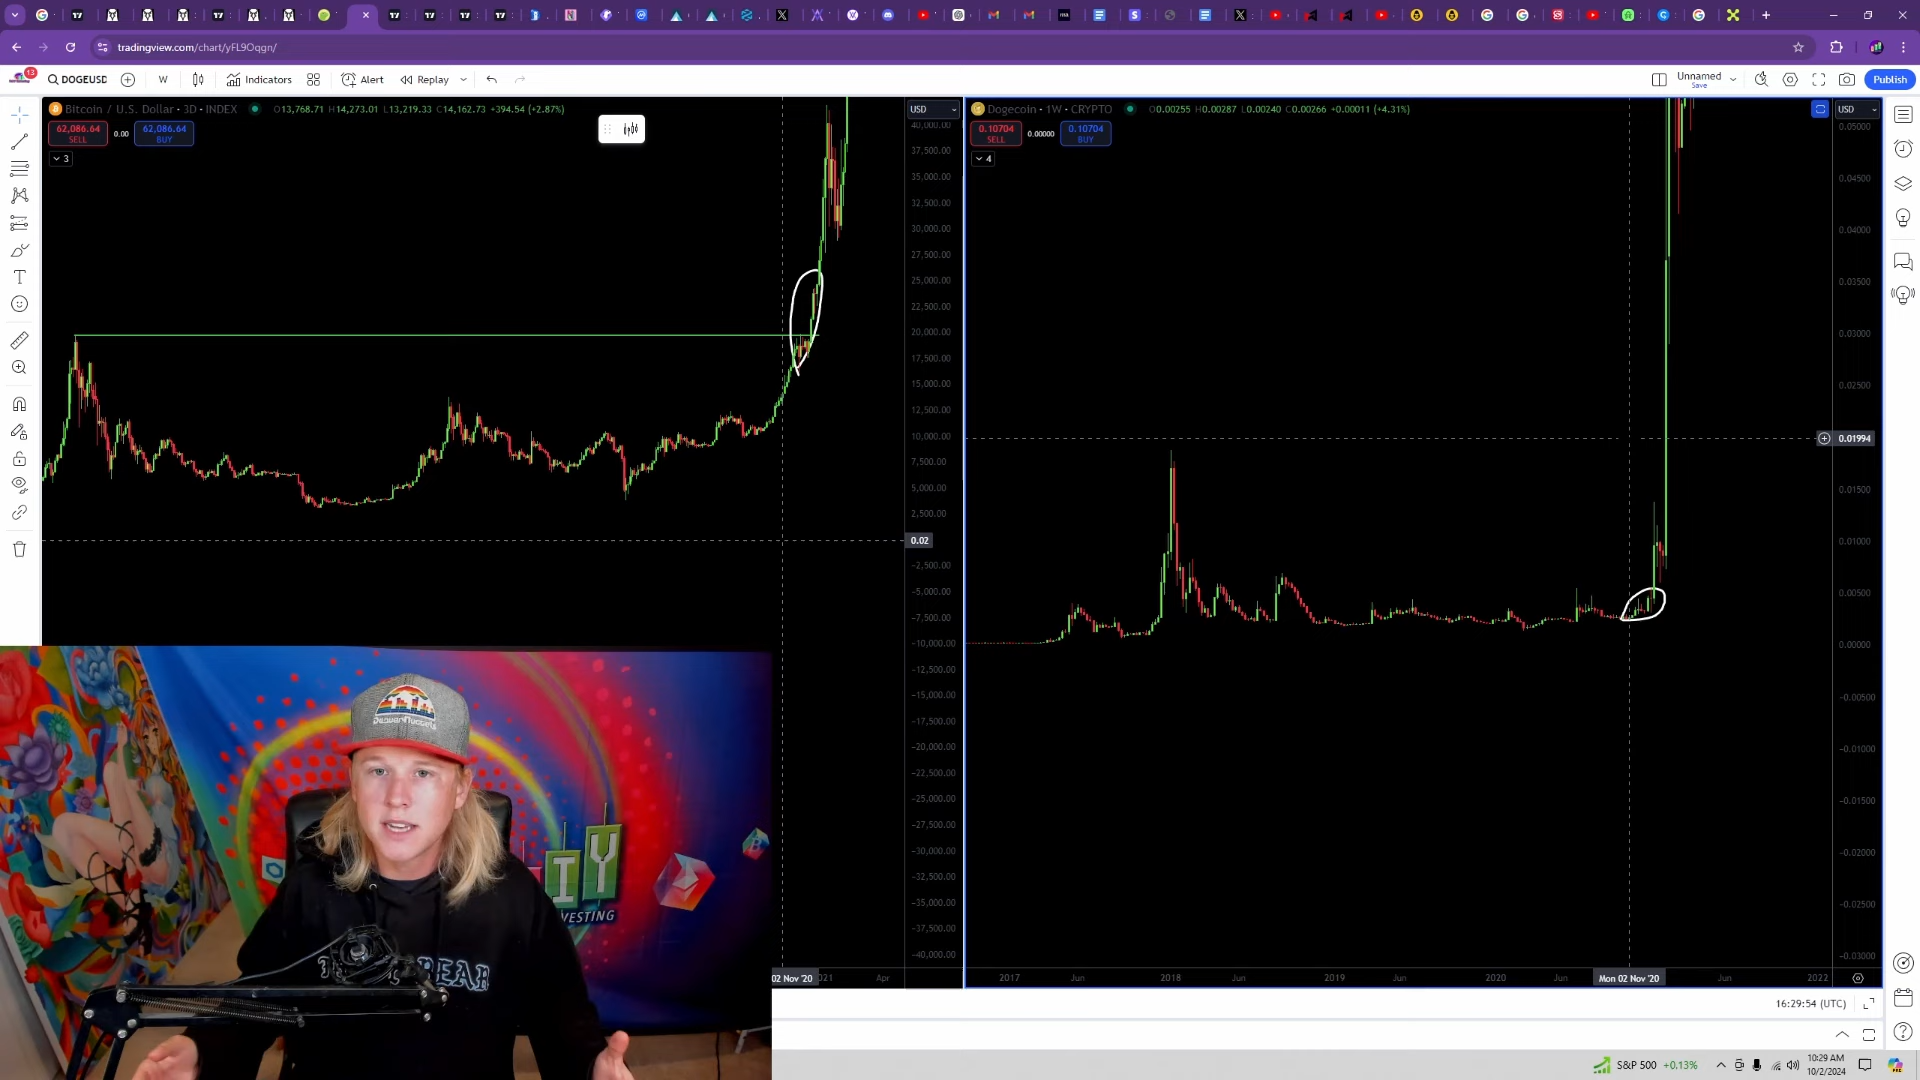 tradingview.com/chart/yFL9Oqgn/
13
DOGEUSD
W
Indicators
Alert
Replay
Unnamed
Save
Publish
Bitcoin / U.S. Dollar · 3D · INDEX
O13,768.71 H14,273.01 L13,219.33 C14,162.73 +394.54 (+2.87%)
USD
62,086.64
SELL
0.00
62,086.64
BUY
3
40,000.00
37,500.00
35,000.00
32,500.00
30,000.00
27,500.00
25,000.00
22,500.00
20,000.00
17,500.00
15,000.00
12,500.00
10,000.00
7,500.00
5,000.00
2,500.00
0.02
−2,500.00
−5,000.00
−7,500.00
−10,000.00
−12,500.00
−15,000.00
−17,500.00
−20,000.00
−22,500.00
−25,000.00
−27,500.00
−30,000.00
−32,500.00
−35,000.00
−37,500.00
−40,000.00
02 Nov '20
021
Apr
Dogecoin · 1W · CRYPTO
O0.00255 H0.00287 L0.00240 C0.00266 +0.00011 (+4.31%)
USD
0.10704
SELL
0.00000
0.10704
BUY
4
0.05000
0.04500
0.04000
0.03500
0.03000
0.02500
0.01994
0.01500
0.01000
0.00500
0.00000
−0.00500
−0.01000
−0.01500
−0.02000
−0.02500
−0.03000
2017
Jun
2018
Jun
2019
Jun
2020
Jun
Mon 02 Nov '20
Jun
2022
16:29:54 (UTC)
Denver Nuggets
IY
VESTING
S&P 500 +0.13%
10:29 AM
10/2/2024